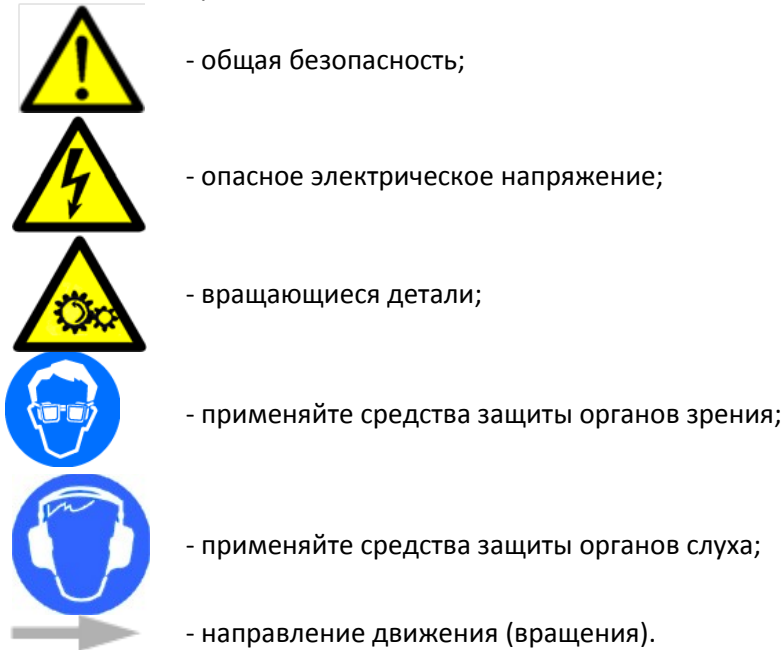 - общая безопасность;
- опасное электрическое напряжение;
- вращающиеся детали;
- применяйте средства защиты органов зрения;
- применяйте средства защиты органов слуха;
- направление движения (вращения).